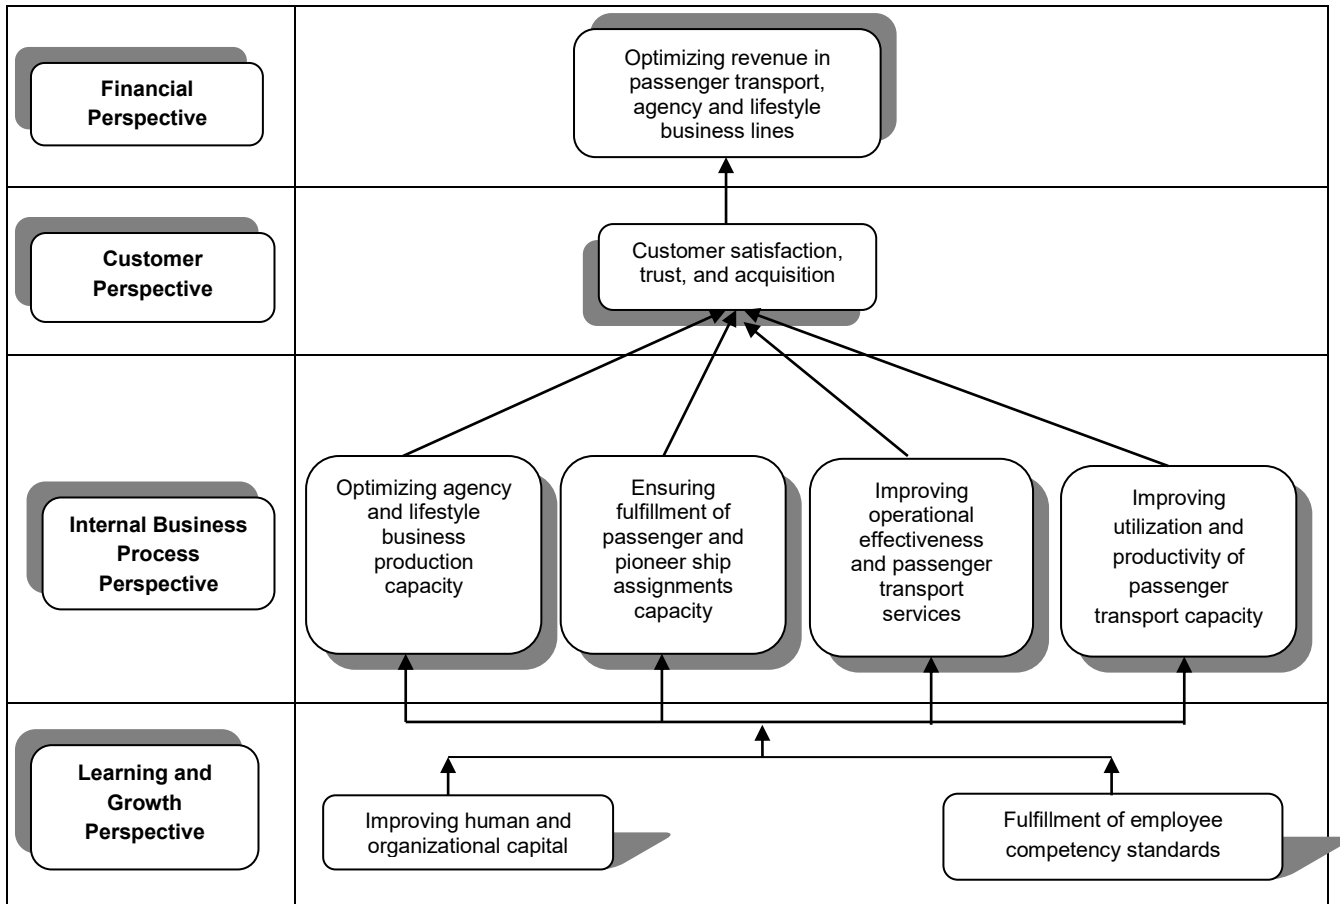 Financial
Perspective
Optimizing revenue in
passenger transport,
agency and lifestyle
business lines
Customer
Perspective
Customer satisfaction,
trust, and acquisition
Internal Business
Process
Perspective
Optimizing agency
and lifestyle
business
production
capacity
Ensuring
fulfillment of
passenger and
pioneer ship
assignments
capacity
Improving
operational
effectiveness
and passenger
transport
services
Improving
utilization and
productivity of
passenger
transport capacity
Learning and
Growth
Perspective
Improving human and
organizational capital
Fulfillment of employee
competency standards